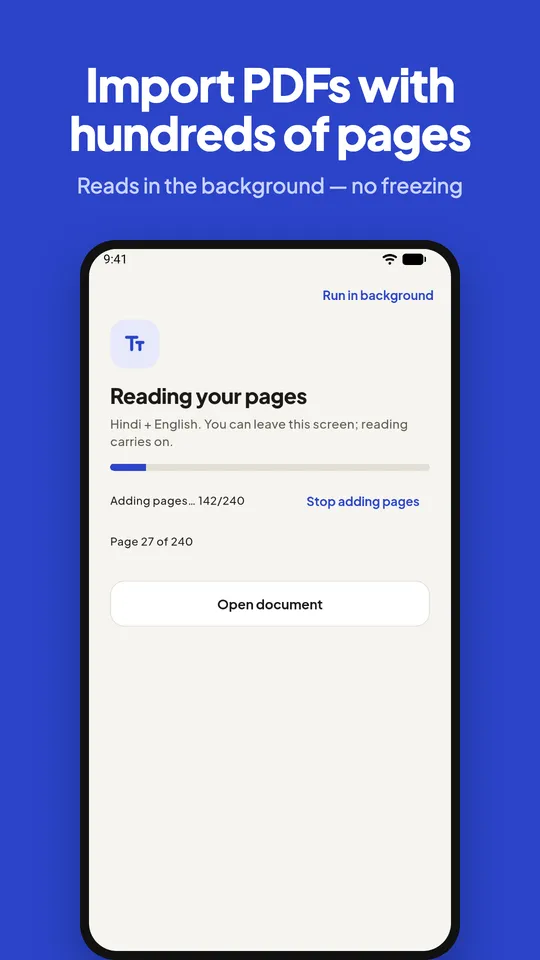 Import PDFs with
hundreds of pages
Reads in the background — no freezing
9:41
Run in background
Tт
Reading your pages
Hindi + English. You can leave this screen; reading
carries on.
Adding pages… 142/240
Stop adding pages
Page 27 of 240
Open document